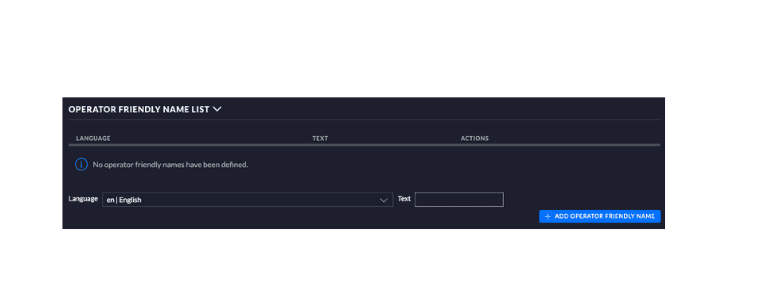 OPERATOR FRIENDLY NAME LIST
LANGUAGE TEXT ACTIONS
No operator friendly names have been defined.
Language en | English Text
+ ADD OPERATOR FRIENDLY NAME